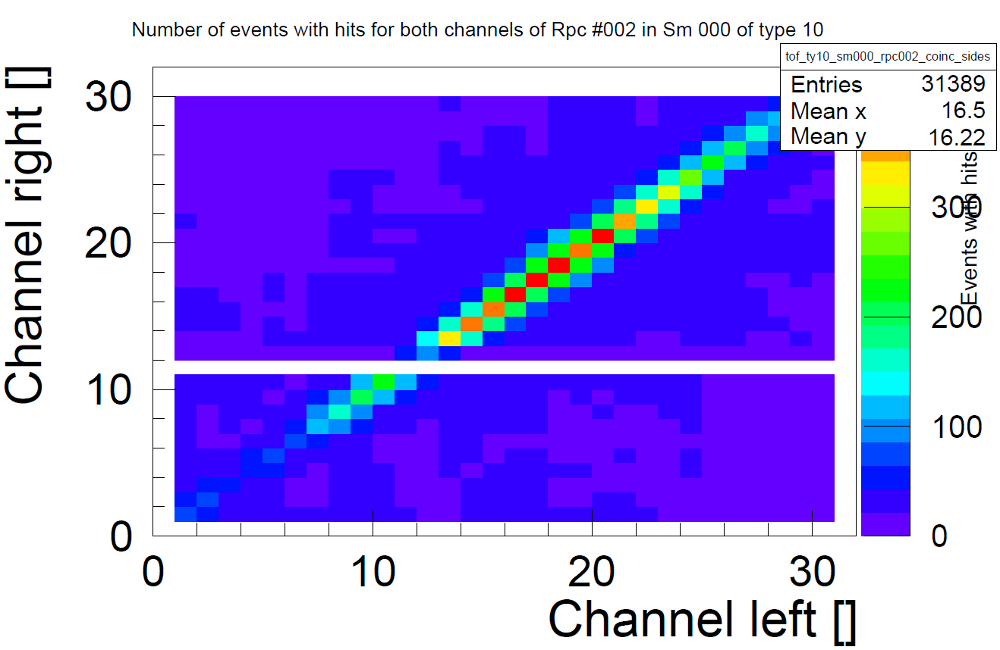 Number of events with hits for both channels of Rpc #002 in Sm 000 of type 10
tof_ty10_sm000_rpc002_coinc_sides
Entries 31389
Mean x 16.5
Mean y 16.22
Channel right []
30
20
10
0
0 10 20 30
Channel left []
300
200
100
0
Events with hits